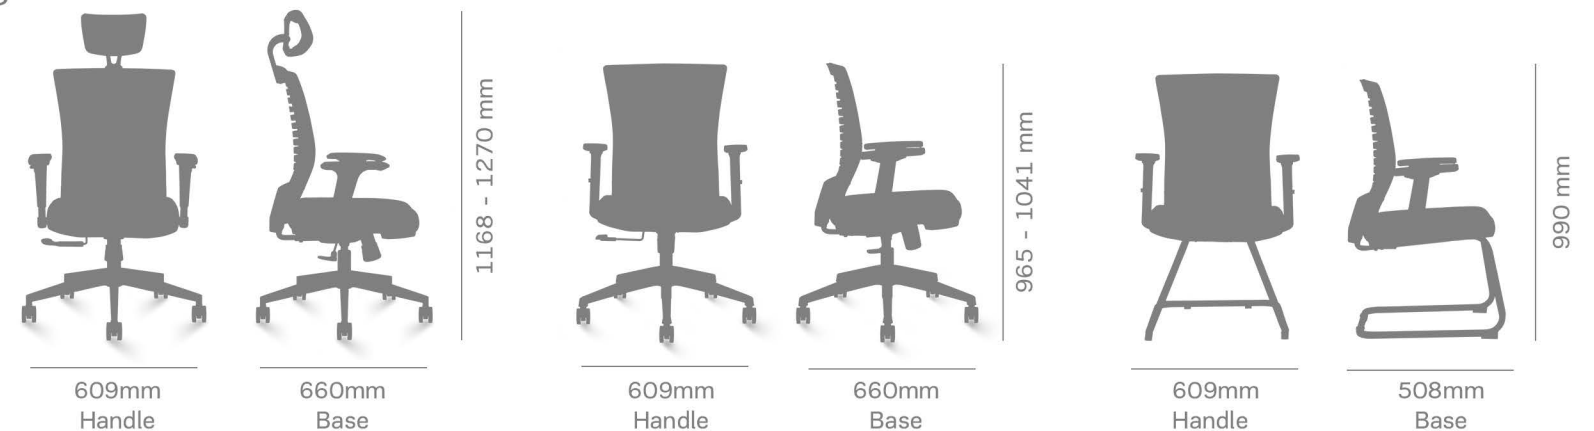 1168 - 1270 mm
965 - 1041 mm
990 mm
609mm
Handle
660mm
Base
609mm
Handle
660mm
Base
609mm
Handle
508mm
Base